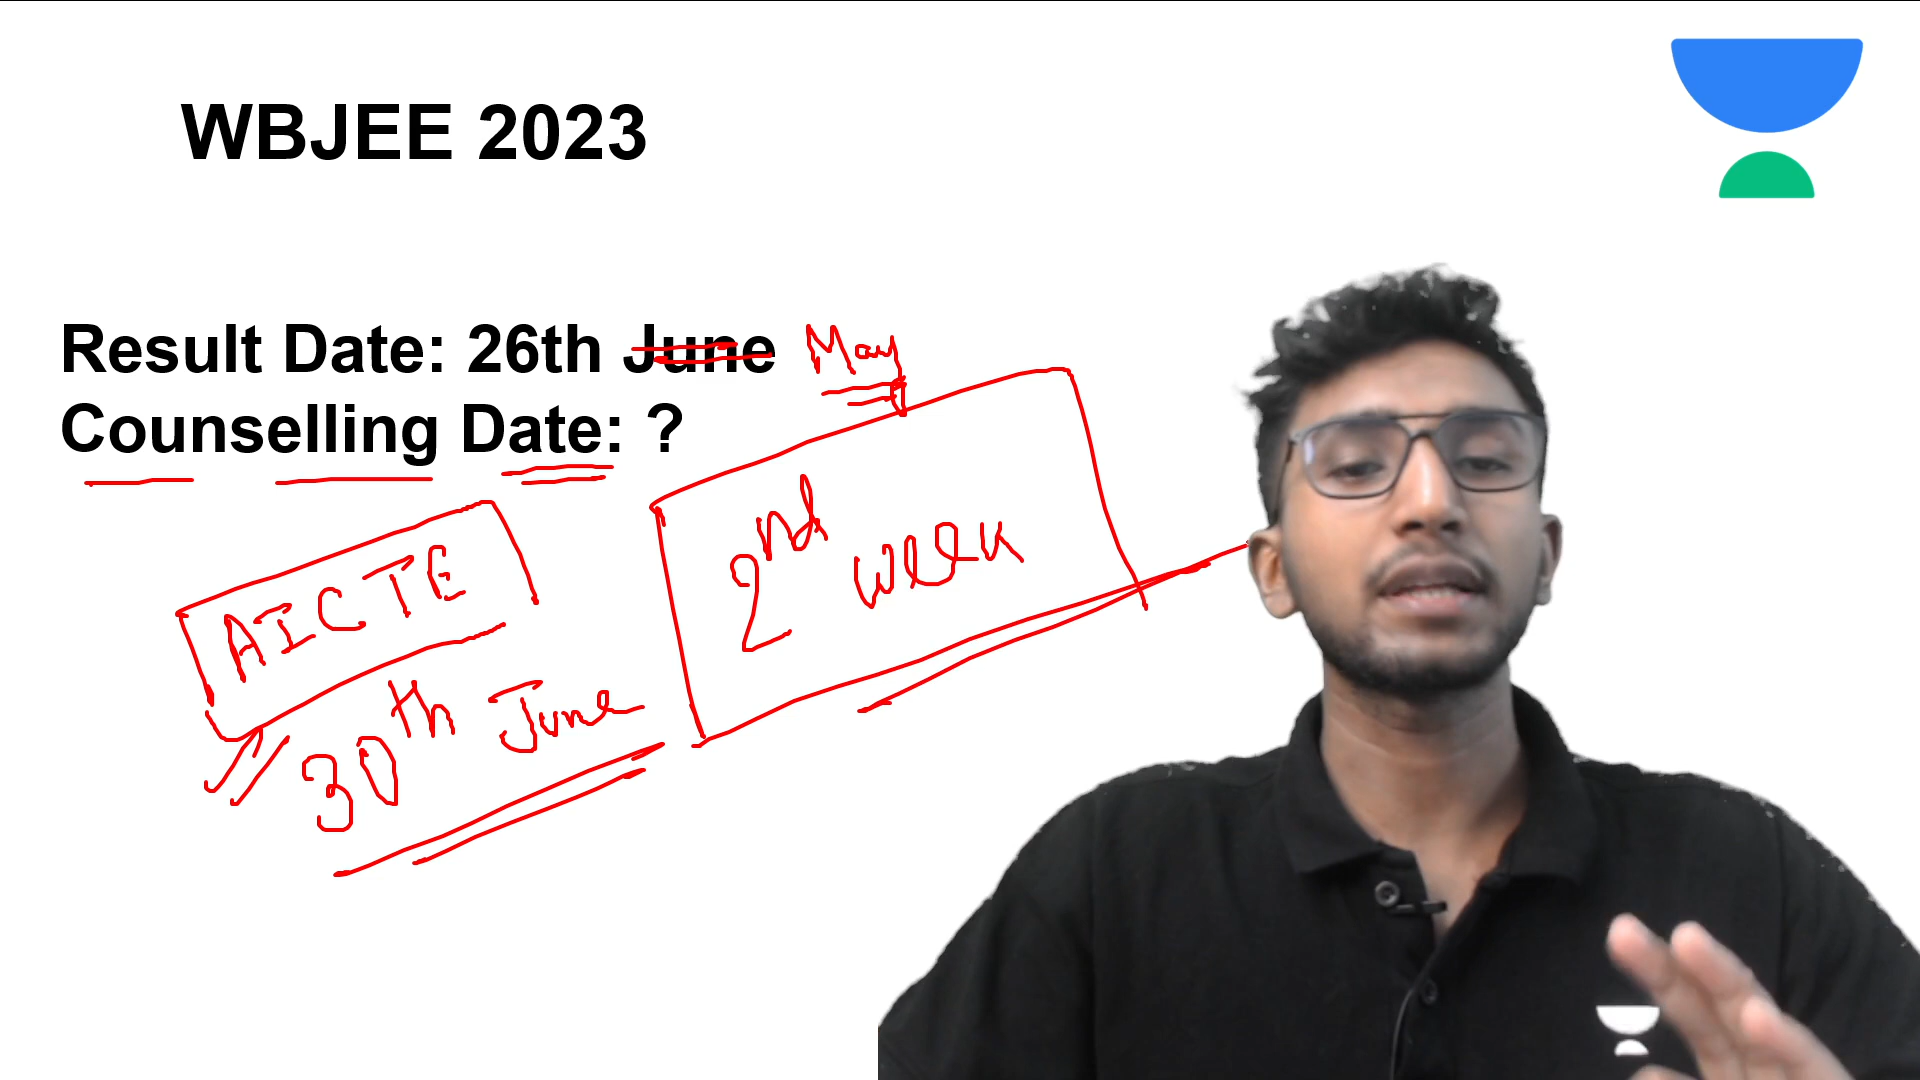 WBJEE 2023
Result Date: 26th June May
Counselling Date: ?
AICTE
2nd week
30th June